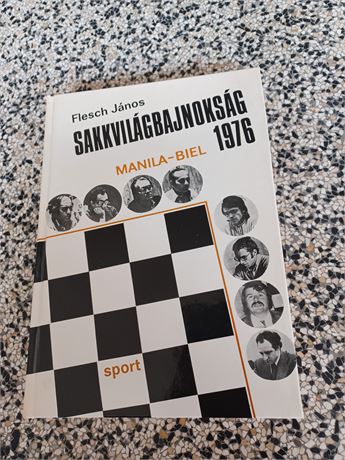 Flesch János
SAKKVILÁGBAJNOKSÁG
1976
MANILA-BIEL
sport